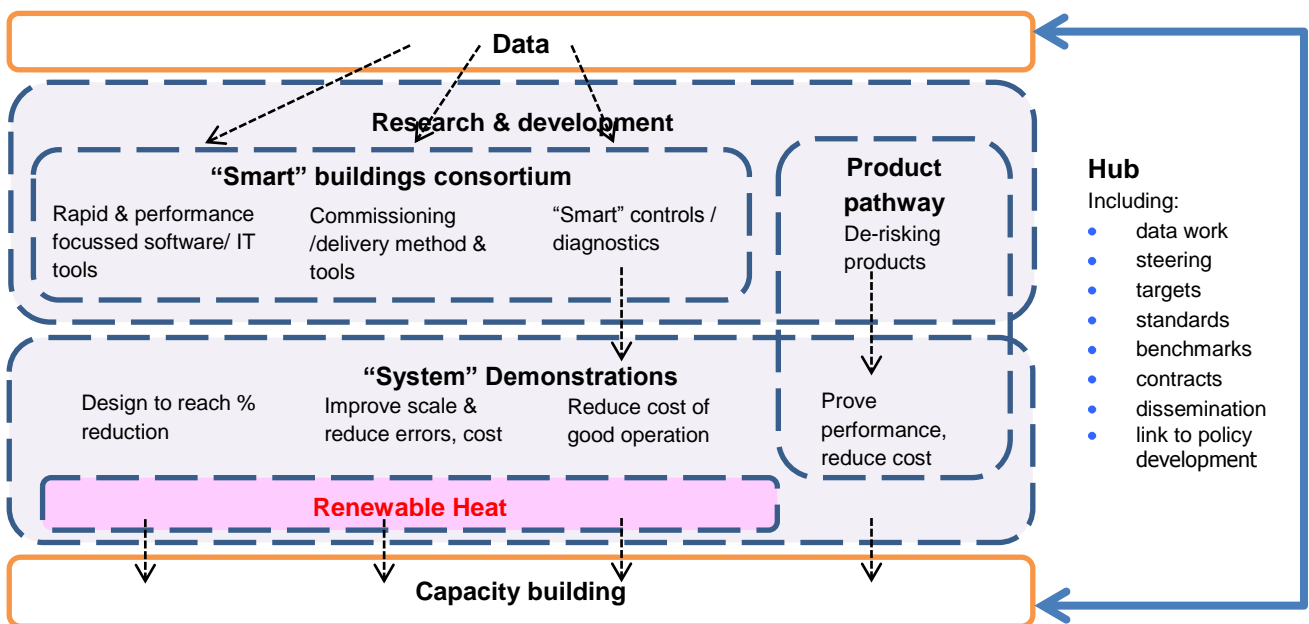 Data
Research & development
“Smart” buildings consortium
Rapid & performance
focussed software/ IT
tools
Commissioning
/delivery method &
tools
“Smart” controls /
diagnostics
Product
pathway
De-risking
products
“System” Demonstrations
Design to reach %
reduction
Improve scale &
reduce errors, cost
Reduce cost of
good operation
Prove
performance,
reduce cost
Renewable Heat
Capacity building
Hub
Including:
• data work
• steering
• targets
• standards
• benchmarks
• contracts
• dissemination
• link to policy
development